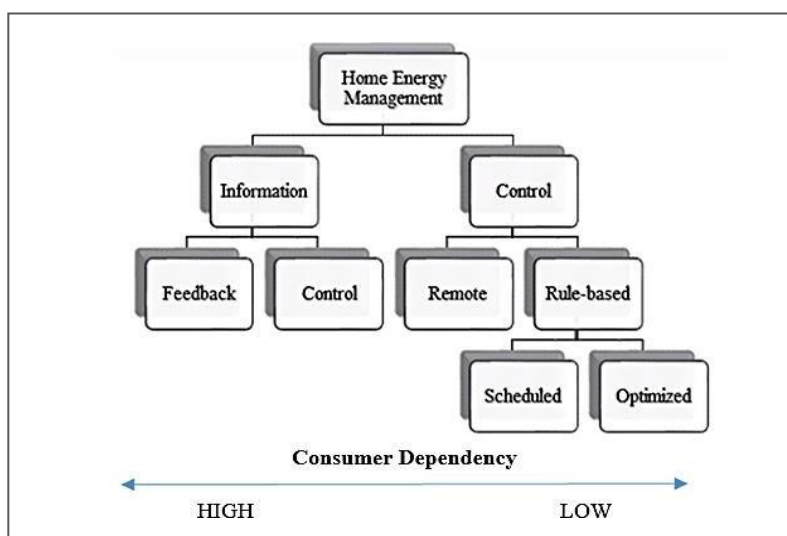 Home Energy
Management
Information
Control
Feedback
Control
Remote
Rule-based
Scheduled
Optimized
Consumer Dependency
HIGH
LOW